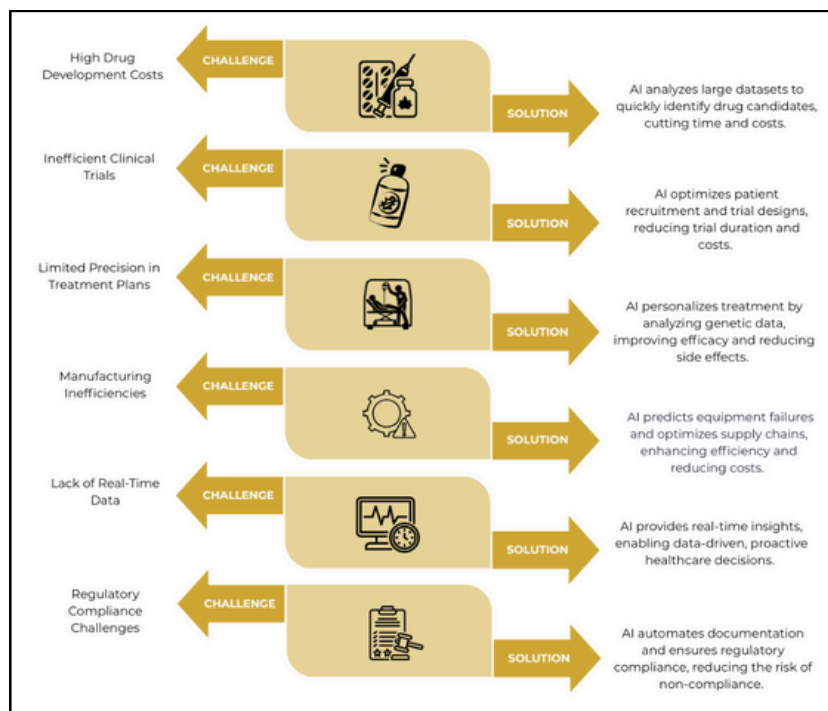 High Drug
Development Costs
CHALLENGE
SOLUTION
AI analyzes large datasets to
quickly identify drug candidates,
cutting time and costs.
Inefficient Clinical
Trials
CHALLENGE
SOLUTION
AI optimizes patient
recruitment and trial designs,
reducing trial duration and
costs.
Limited Precision in
Treatment Plans
CHALLENGE
SOLUTION
AI personalizes treatment by
analyzing genetic data,
improving efficacy and reducing
side effects.
Manufacturing
Inefficiencies
CHALLENGE
SOLUTION
AI predicts equipment failures
and optimizes supply chains,
enhancing efficiency and
reducing costs.
Lack of Real-Time
Data
CHALLENGE
SOLUTION
AI provides real-time insights,
enabling data-driven, proactive
healthcare decisions.
Regulatory
Compliance
Challenges
CHALLENGE
SOLUTION
AI automates documentation
and ensures regulatory
compliance, reducing the risk of
non-compliance.